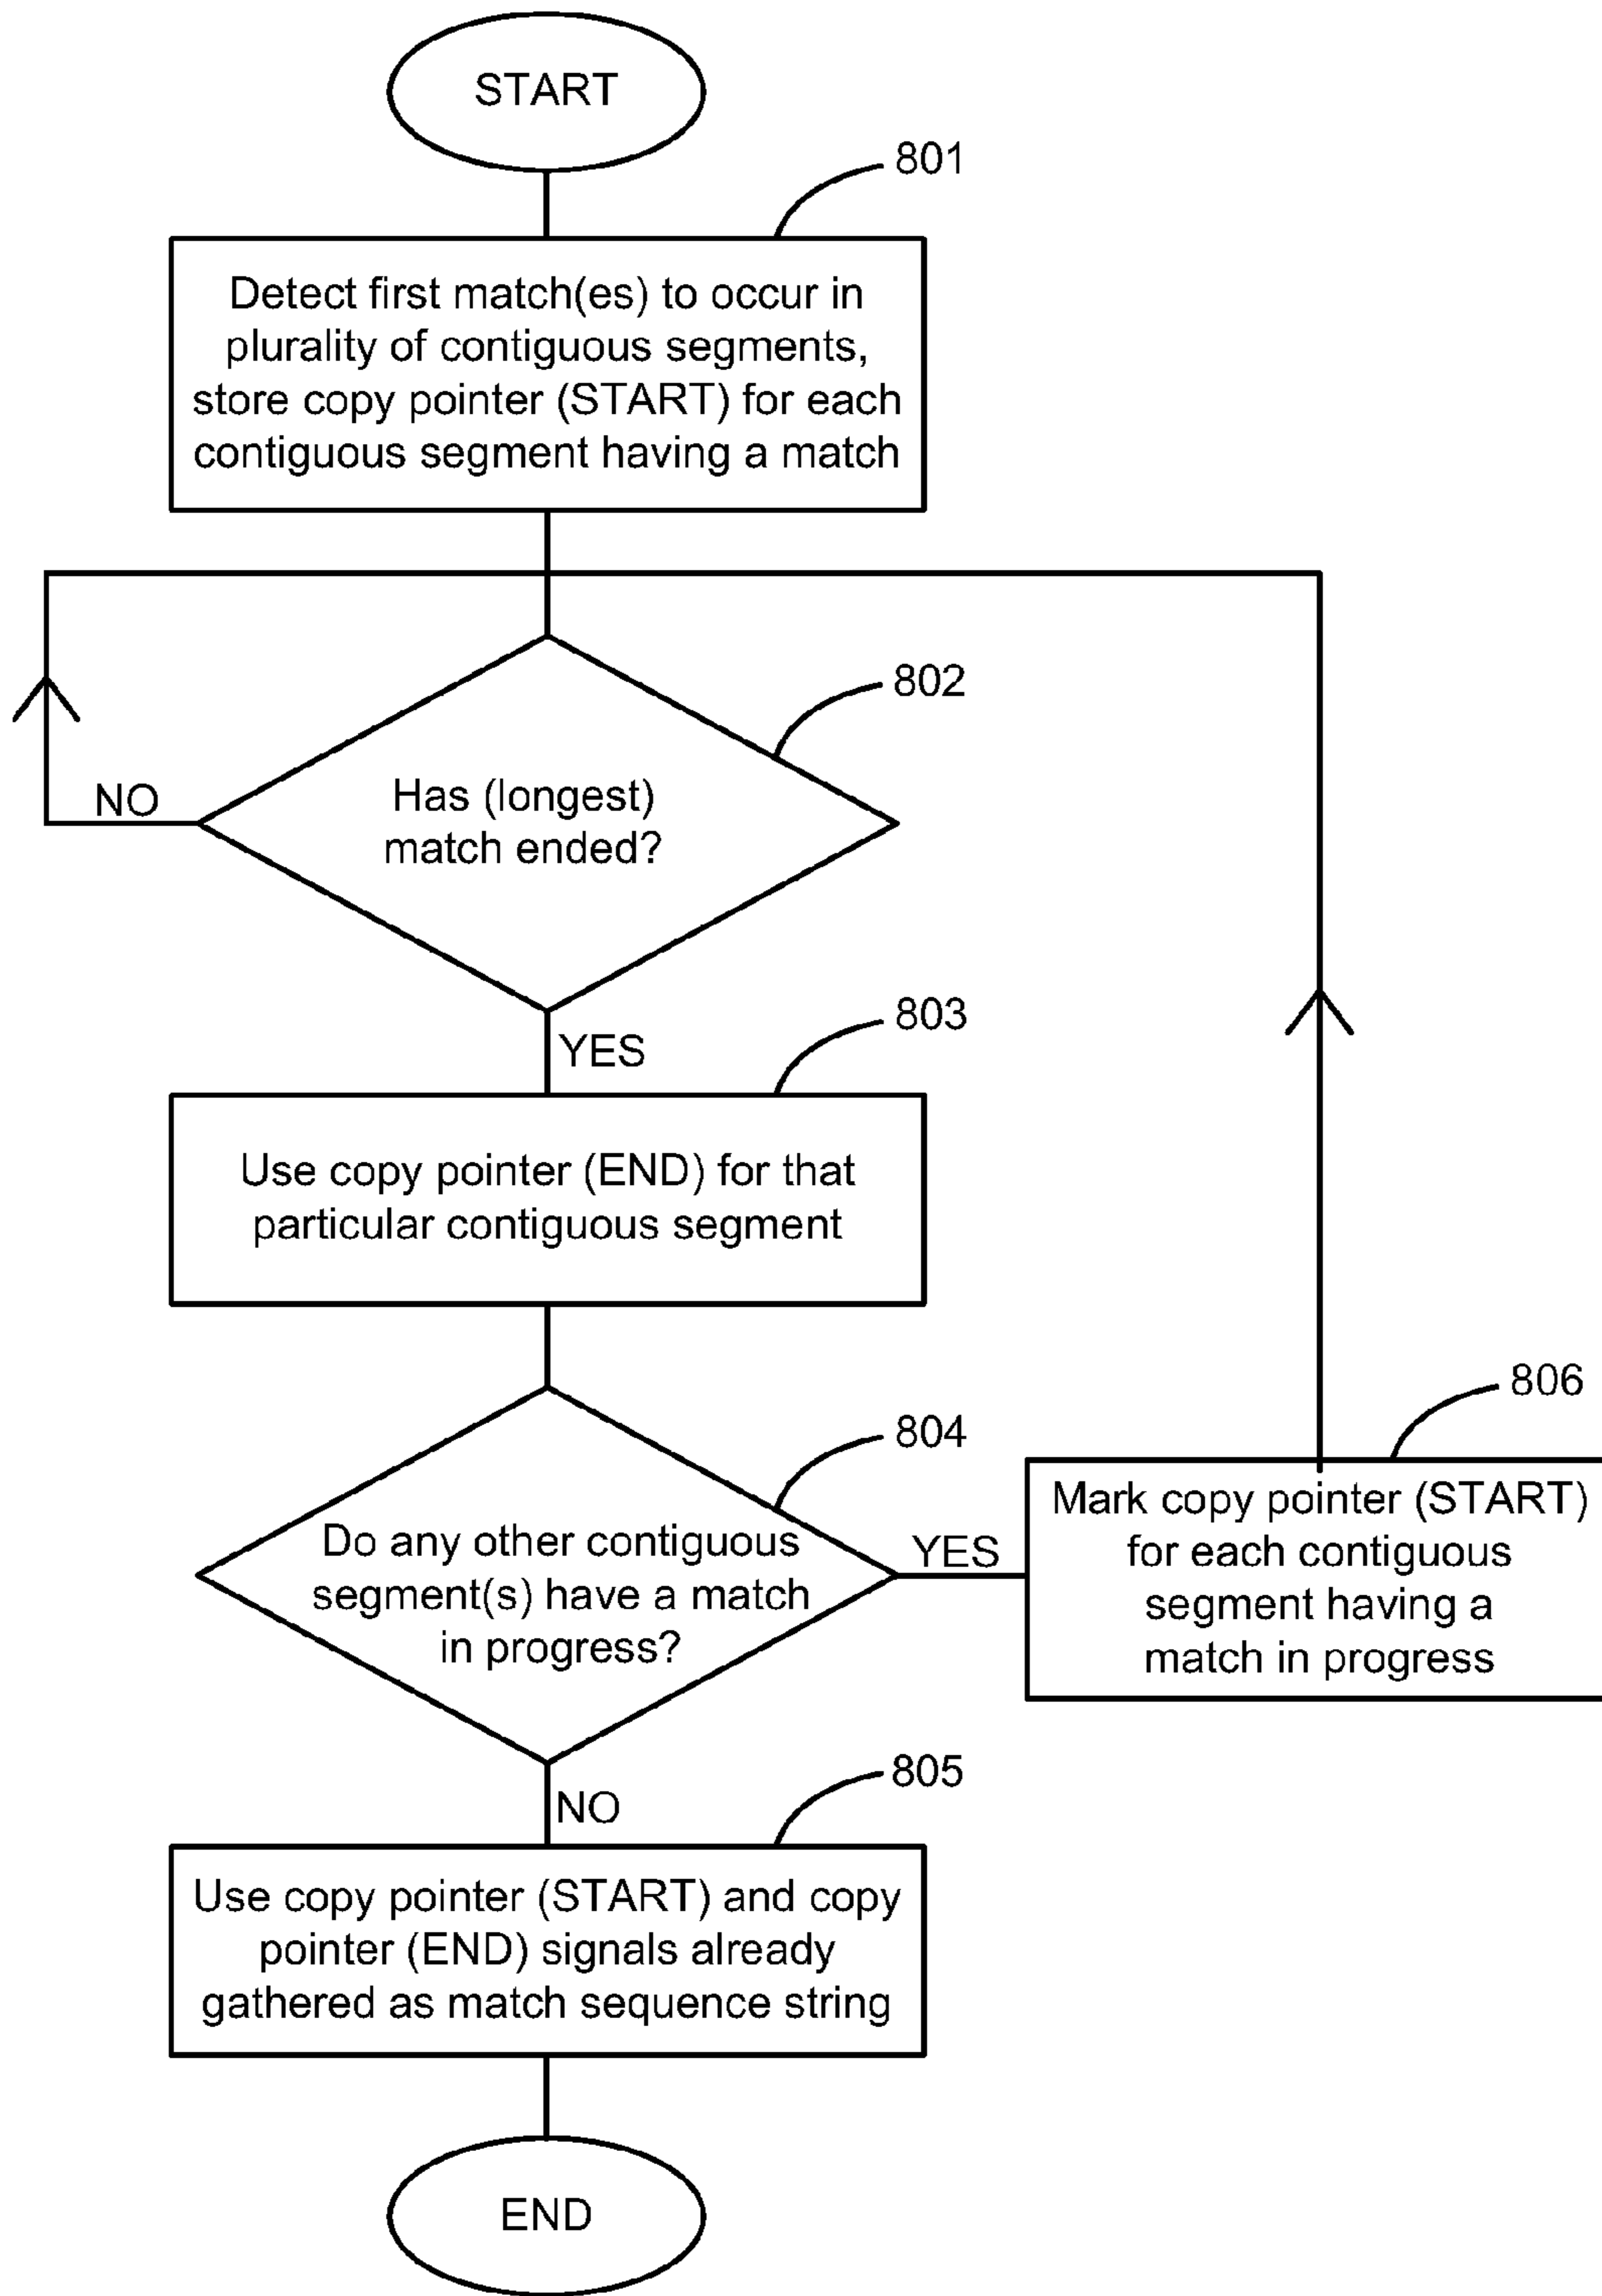 START
801
Detect first match(es) to occur in
plurality of contiguous segments,
store copy pointer (START) for each
contiguous segment having a match
802
Has (longest)
match ended?
NO
YES
803
Use copy pointer (END) for that
particular contiguous segment
804
Do any other contiguous
segment(s) have a match
in progress?
YES
806
Mark copy pointer (START)
for each contiguous
segment having a
match in progress
NO
805
Use copy pointer (START) and copy
pointer (END) signals already
gathered as match sequence string
END